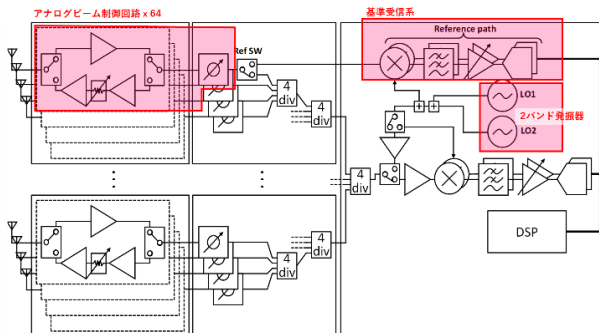 アナログビーム制御回路 x 64
基準受信系
Reference path
Ref SW
LO1
2バンド発振器
LO2
4
div
4
div
4
div
DSP
4
div
4
div